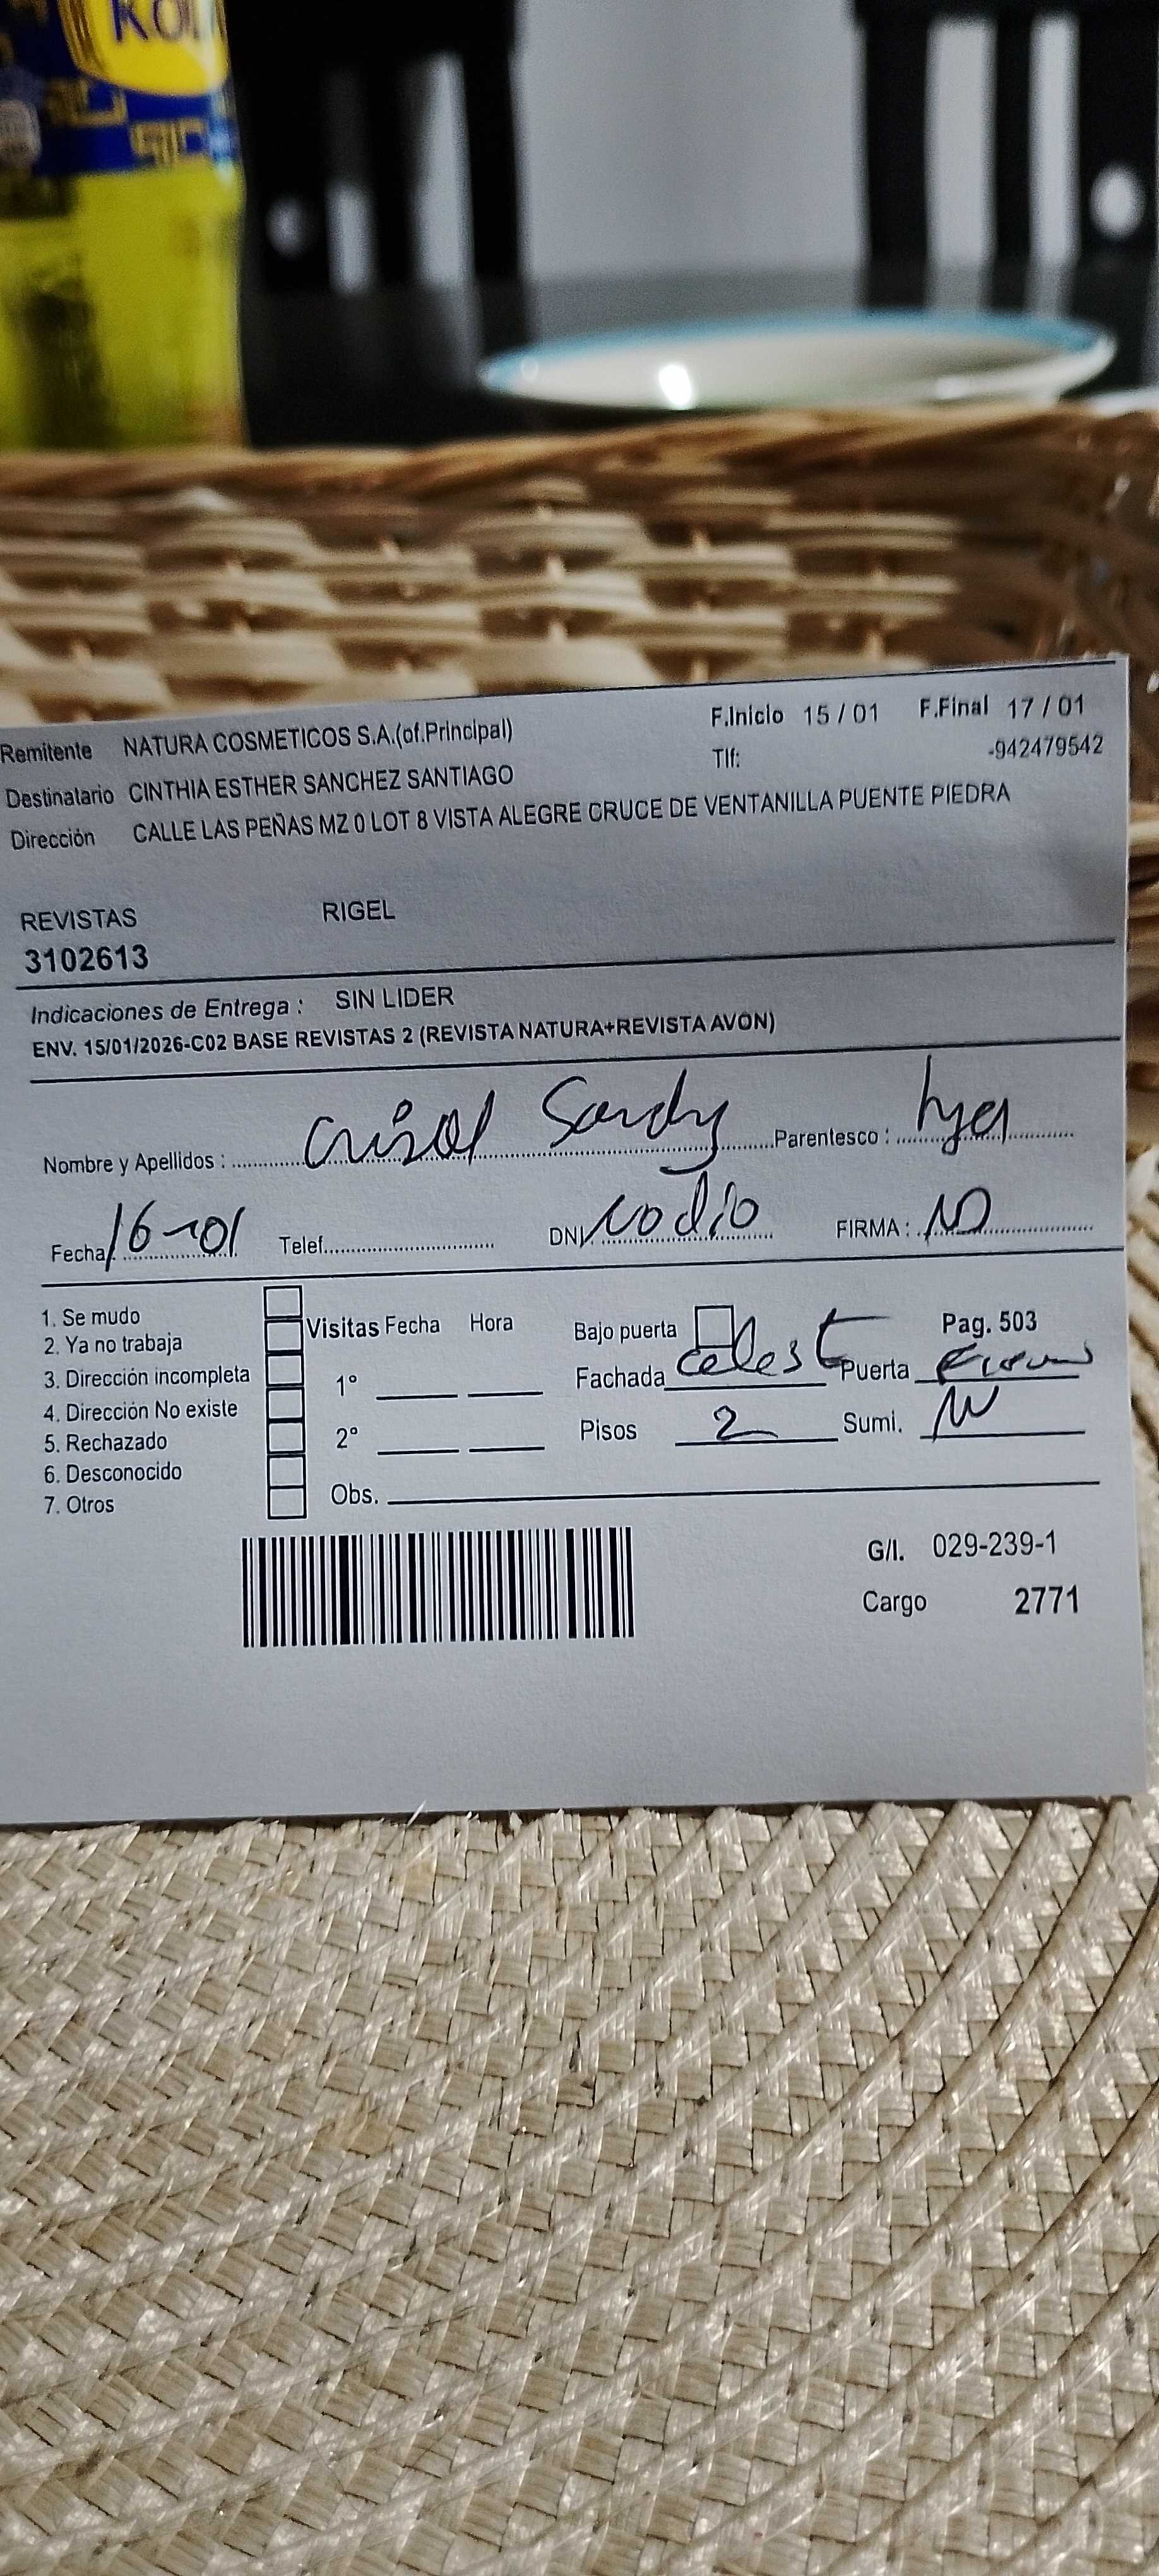 KOL
Remitente NATURA COSMETICOS S.A.(of.Principal) F.Inicio 15 / 01 F.Final 17 / 01
Destinatario CINTHIA ESTHER SANCHEZ SANTIAGO Tlf: -942479542
Dirección CALLE LAS PEÑAS MZ 0 LOT 8 VISTA ALEGRE CRUCE DE VENTANILLA PUENTE PIEDRA
REVISTAS RIGEL
3102613
Indicaciones de Entrega : SIN LIDER
ENV. 15/01/2026-C02 BASE REVISTAS 2 (REVISTA NATURA+REVISTA AVON)
Nombre y Apellidos : Sandy Parentesco :
Fecha 16-01 Telef. DNI. No dio FIRMA :
1. Se mudo
2. Ya no trabaja Visitas Fecha Hora Bajo puerta Pag. 503
3. Dirección incompleta 1° Fachada celest Puerta
4. Dirección No existe
5. Rechazado 2° Pisos 2 Sumi. N
6. Desconocido
7. Otros Obs.
G/I. 029-239-1
Cargo 2771